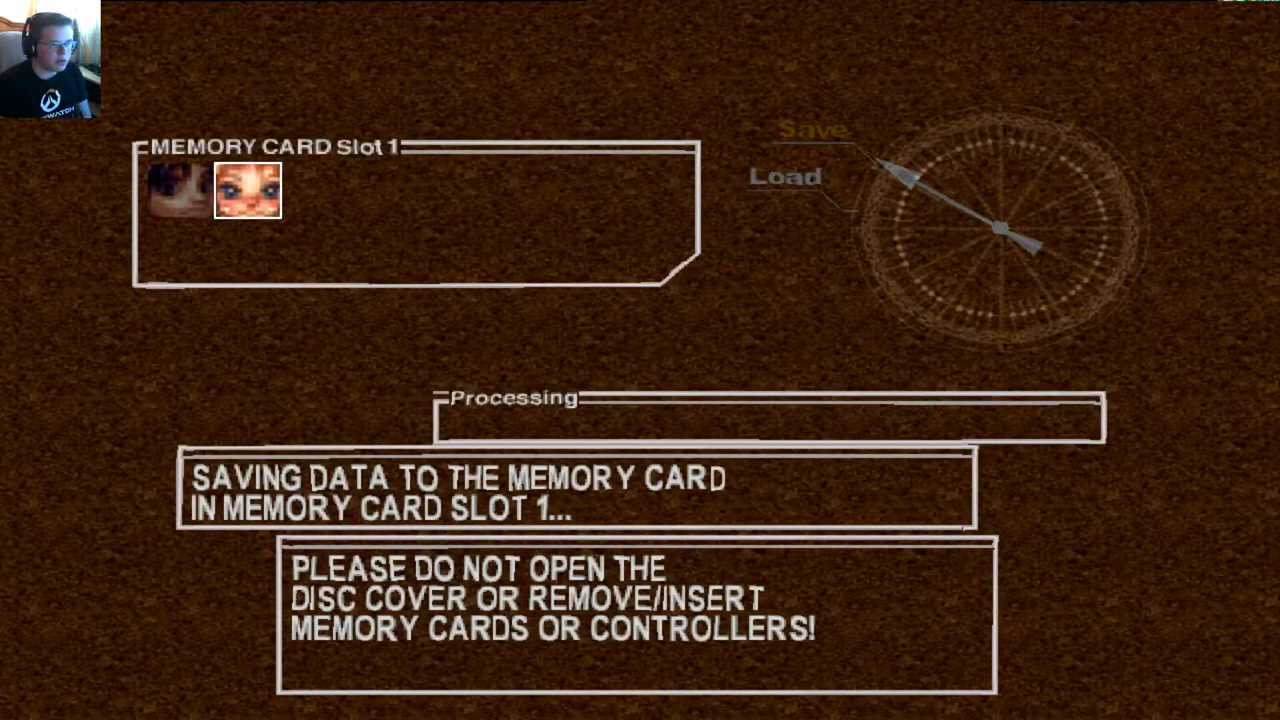 MEMORY CARD Slot 1
Save
Load
Processing
SAVING DATA TO THE MEMORY CARD
IN MEMORY CARD SLOT 1...
PLEASE DO NOT OPEN THE
DISC COVER OR REMOVE/INSERT
MEMORY CARDS OR CONTROLLERS!